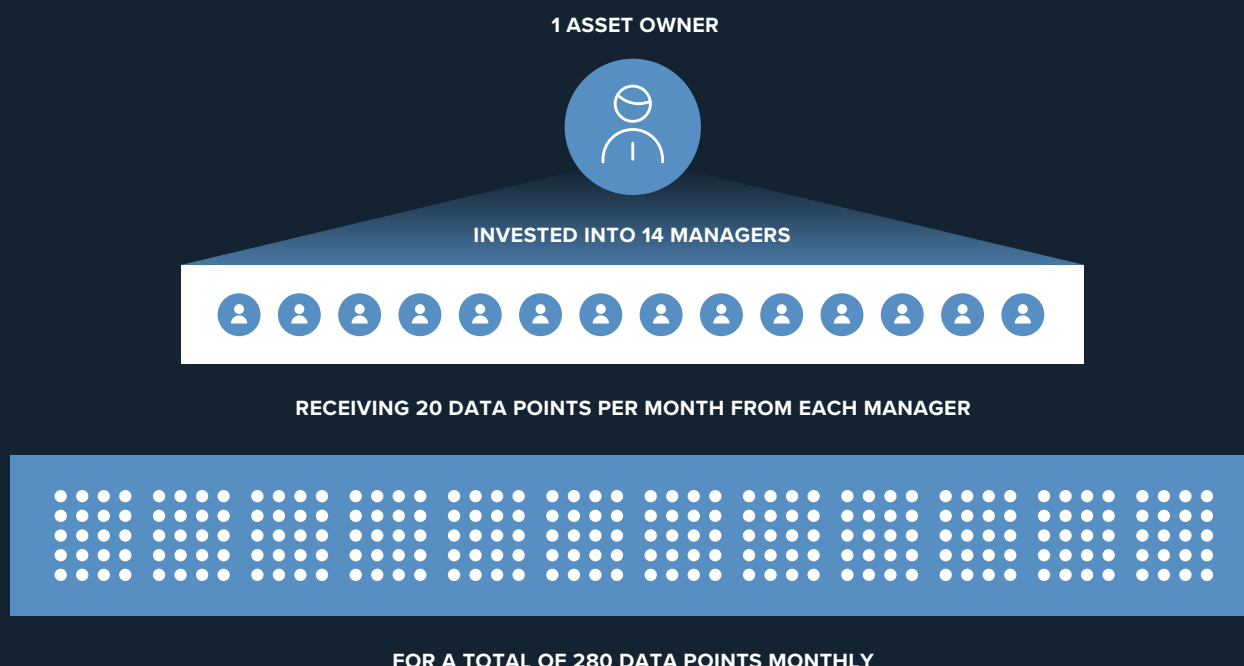 1 ASSET OWNER
INVESTED INTO 14 MANAGERS
RECEIVING 20 DATA POINTS PER MONTH FROM EACH MANAGER
FOR A TOTAL OF 280 DATA POINTS MONTHLY